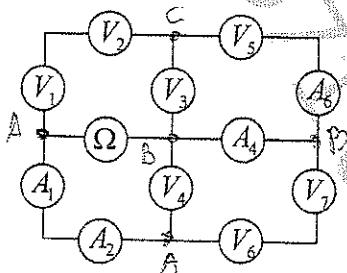 C
V₂ V₅
V₁ V₃ A₆
A Ω B A₄ B
A₁ V₄ V₇
A₂ A V₆